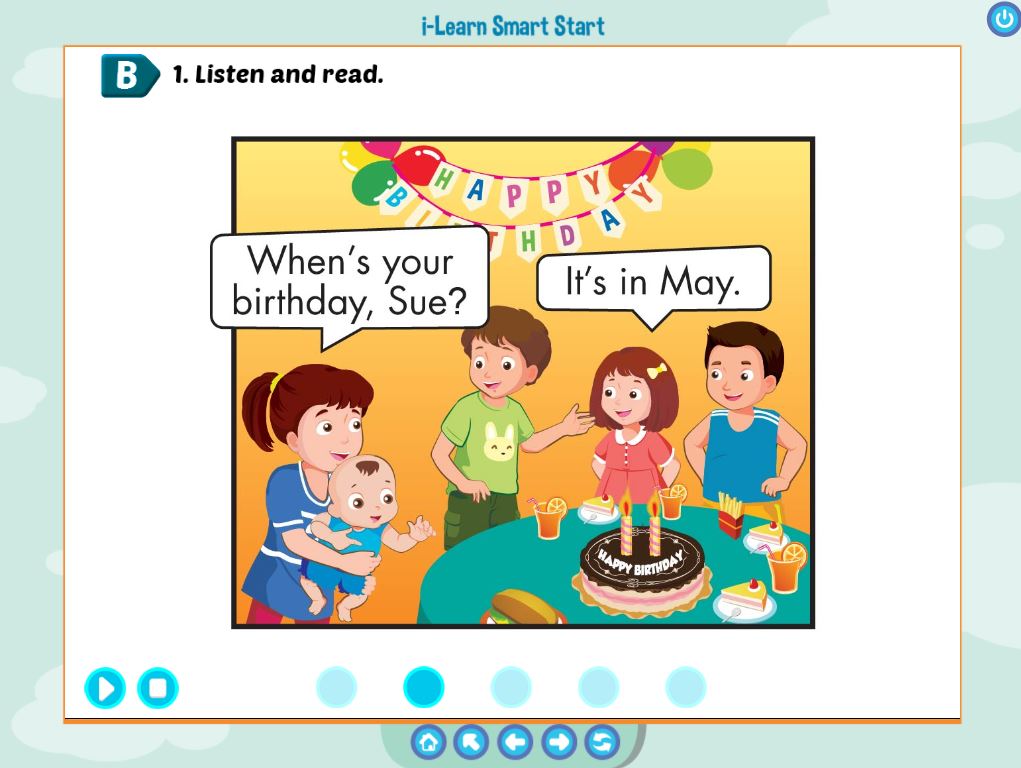 i-Learn Smart Start
B
1. Listen and read.
HAPPY
BIRTHDAY
When's your
birthday, Sue?
It's in May.
HAPPY BIRTHDAY